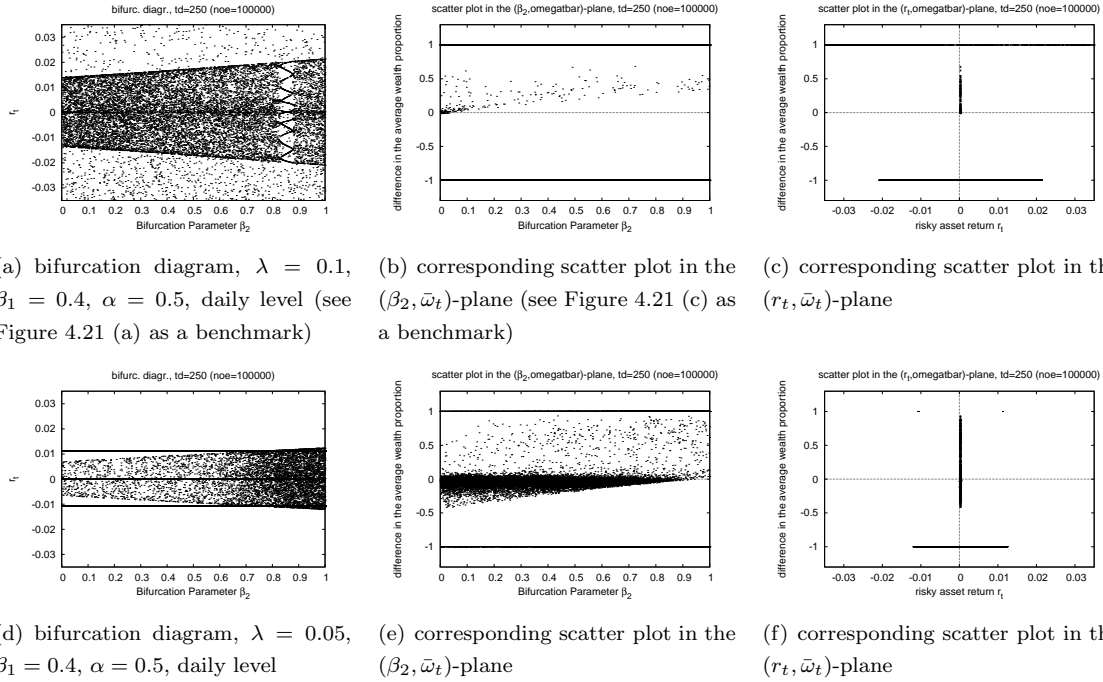 bifurc. diagr., td=250 (noe=100000)
r_t
0.03
0.02
0.01
0
-0.01
-0.02
-0.03
0 0.1 0.2 0.3 0.4 0.5 0.6 0.7 0.8 0.9 1
Bifurcation Parameter β₂
scatter plot in the (β₂,omegatbar)-plane, td=250 (noe=100000)
difference in the average wealth proportion
1
0.5
0
-0.5
-1
0 0.1 0.2 0.3 0.4 0.5 0.6 0.7 0.8 0.9 1
Bifurcation Parameter β₂
scatter plot in the (r_t,omegatbar)-plane, td=250 (noe=100000)
difference in the average wealth proportion
1
0.5
0
-0.5
-1
-0.03 -0.02 -0.01 0 0.01 0.02 0.03
risky asset return r_t
(a) bifurcation diagram, λ = 0.1,
β₁ = 0.4, α = 0.5, daily level (see
Figure 4.21 (a) as a benchmark)
(b) corresponding scatter plot in the
(β₂, ω̄_t)-plane (see Figure 4.21 (c) as
a benchmark)
(c) corresponding scatter plot in th
(r_t, ω̄_t)-plane
bifurc. diagr., td=250 (noe=100000)
r_t
0.03
0.02
0.01
0
-0.01
-0.02
-0.03
0 0.1 0.2 0.3 0.4 0.5 0.6 0.7 0.8 0.9 1
Bifurcation Parameter β₂
scatter plot in the (β₂,omegatbar)-plane, td=250 (noe=100000)
difference in the average wealth proportion
1
0.5
0
-0.5
-1
0 0.1 0.2 0.3 0.4 0.5 0.6 0.7 0.8 0.9 1
Bifurcation Parameter β₂
scatter plot in the (r_t,omegatbar)-plane, td=250 (noe=100000)
difference in the average wealth proportion
1
0.5
0
-0.5
-1
-0.03 -0.02 -0.01 0 0.01 0.02 0.03
risky asset return r_t
(d) bifurcation diagram, λ = 0.05,
β₁ = 0.4, α = 0.5, daily level
(e) corresponding scatter plot in the
(β₂, ω̄_t)-plane
(f) corresponding scatter plot in th
(r_t, ω̄_t)-plane